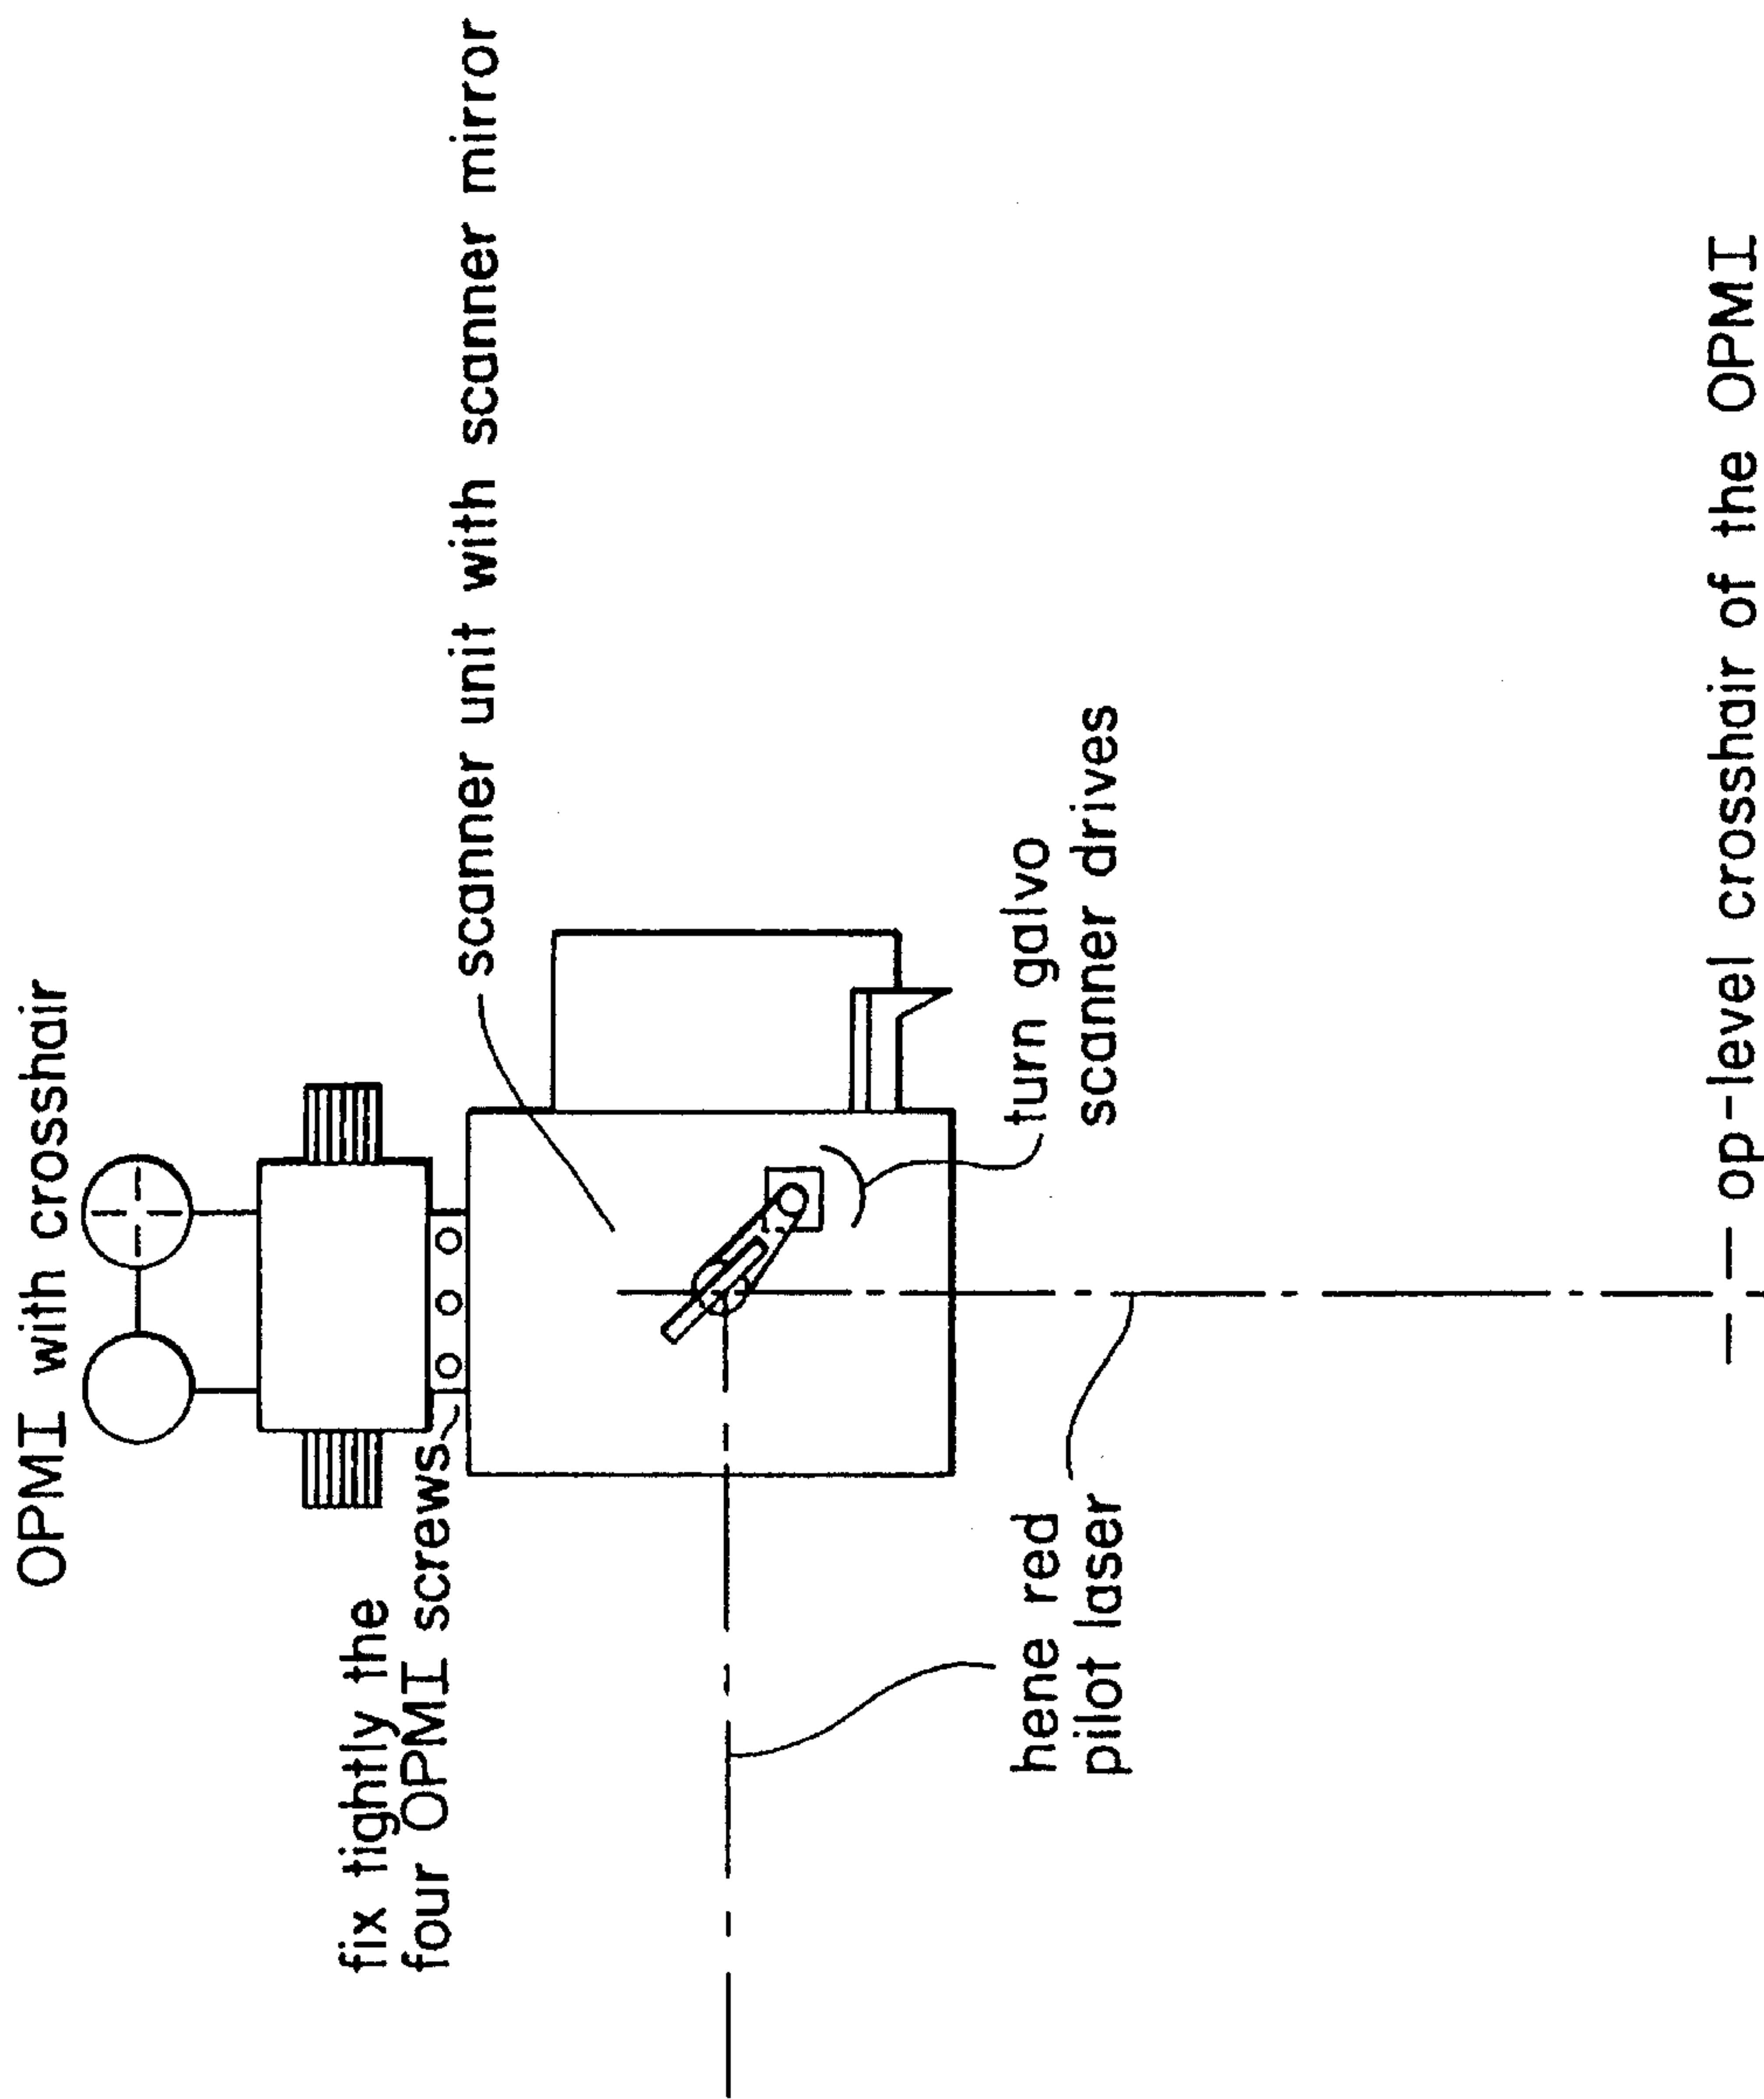 OPMI with crosshair
fix tightly the
four OPMI screws
scanner unit with scanner mirror
hene red
pilot laser
turn galvo
scanner drives
op-level crosshair of the OPMI